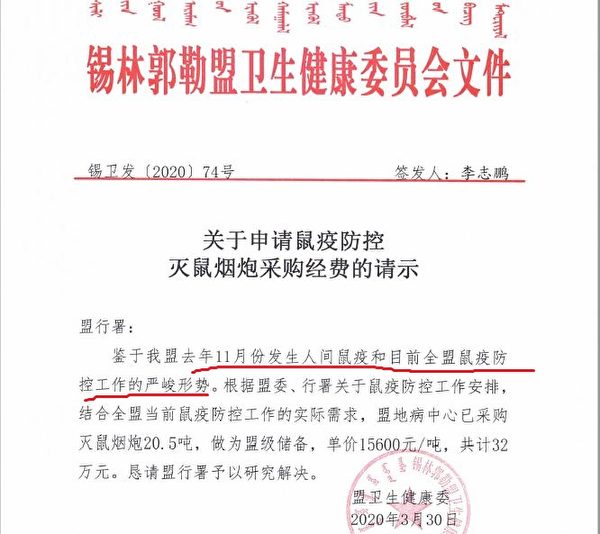 锡林郭勒盟卫生健康委员会文件
锡卫发〔2020〕74号 签发人：李志鹏
关于申请鼠疫防控
灭鼠烟炮采购经费的请示
盟行署：
鉴于我盟去年11月份发生人间鼠疫和目前全盟鼠疫防
控工作的严峻形势。根据盟委、行署关于鼠疫防控工作安排，
结合全盟当前鼠疫防控工作的实际需求，盟地病中心已采购
灭鼠烟炮20.5吨，做为盟级储备，单价15600元/吨，共计32
万元。恳请盟行署予以研究解决。
盟卫生健康委
2020年3月30日